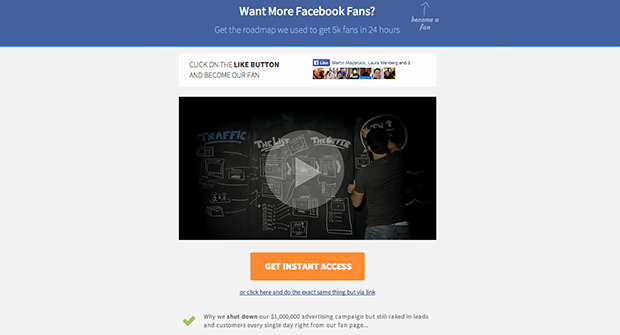 Want More Facebook Fans?
Get the roadmap we used to get 5k fans in 24 hours
become a
fan
CLICK ON THE LIKE BUTTON
AND BECOME OUR FAN
Like
Martin Maybruck, Laura Wenberg and 8
TRAFFIC
The LIST
The OFFER
GET INSTANT ACCESS
or click here and do the exact same thing but via link
Why we shut down our $1,000,000 advertising campaign but still raked in leads
and customers every single day right from our fan page...